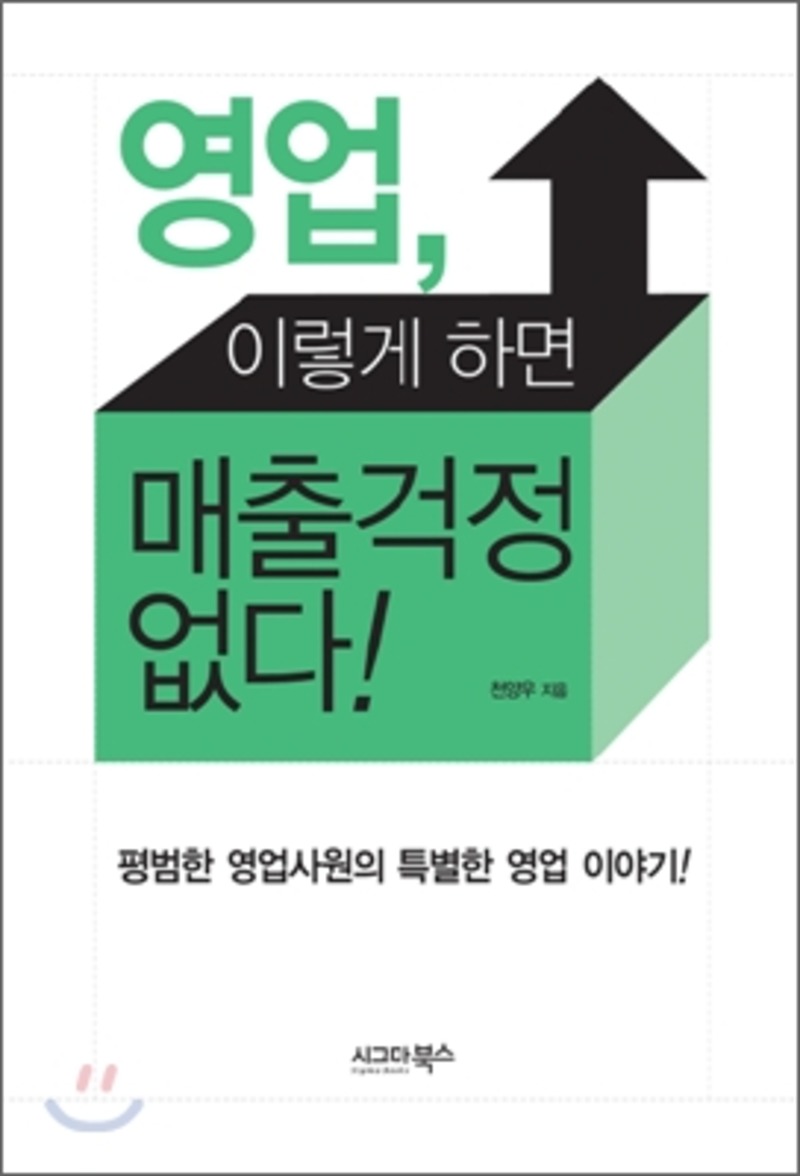 영업,
이렇게 하면
매출걱정
없다!
천양우 지음
평범한 영업사원의 특별한 영업 이야기!
시그마북스
Sigma Books